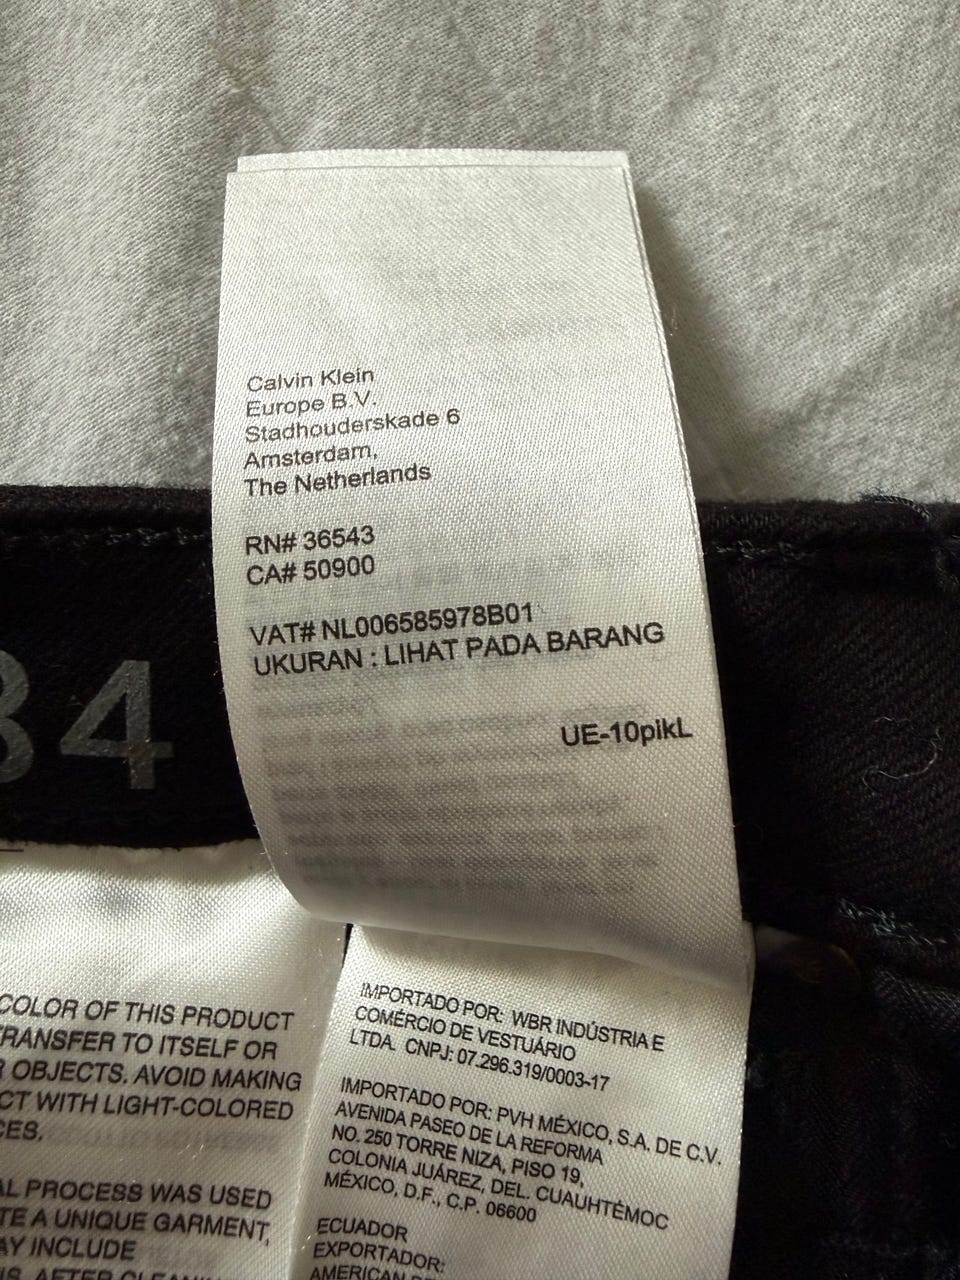 Calvin Klein
Europe B.V.
Stadhouderskade 6
Amsterdam,
The Netherlands
RN# 36543
CA# 50900
VAT# NL006585978B01
UKURAN : LIHAT PADA BARANG
UE-10pikL
34
COLOR OF THIS PRODUCT
TRANSFER TO ITSELF OR
OBJECTS. AVOID MAKING
CT WITH LIGHT-COLORED
CES.
AL PROCESS WAS USED
TE A UNIQUE GARMENT,
AY INCLUDE
IMPORTADO POR: WBR INDÚSTRIA E
COMÉRCIO DE VESTUÁRIO
LTDA. CNPJ: 07.296.319/0003-17
IMPORTADO POR: PVH MÉXICO, S.A. DE C.V.
AVENIDA PASEO DE LA REFORMA
NO. 250 TORRE NIZA, PISO 19,
COLONIA JUÁREZ, DEL. CUAUHTÉMOC
MÉXICO, D.F., C.P. 06600
ECUADOR
EXPORTADOR:
AMERICAN